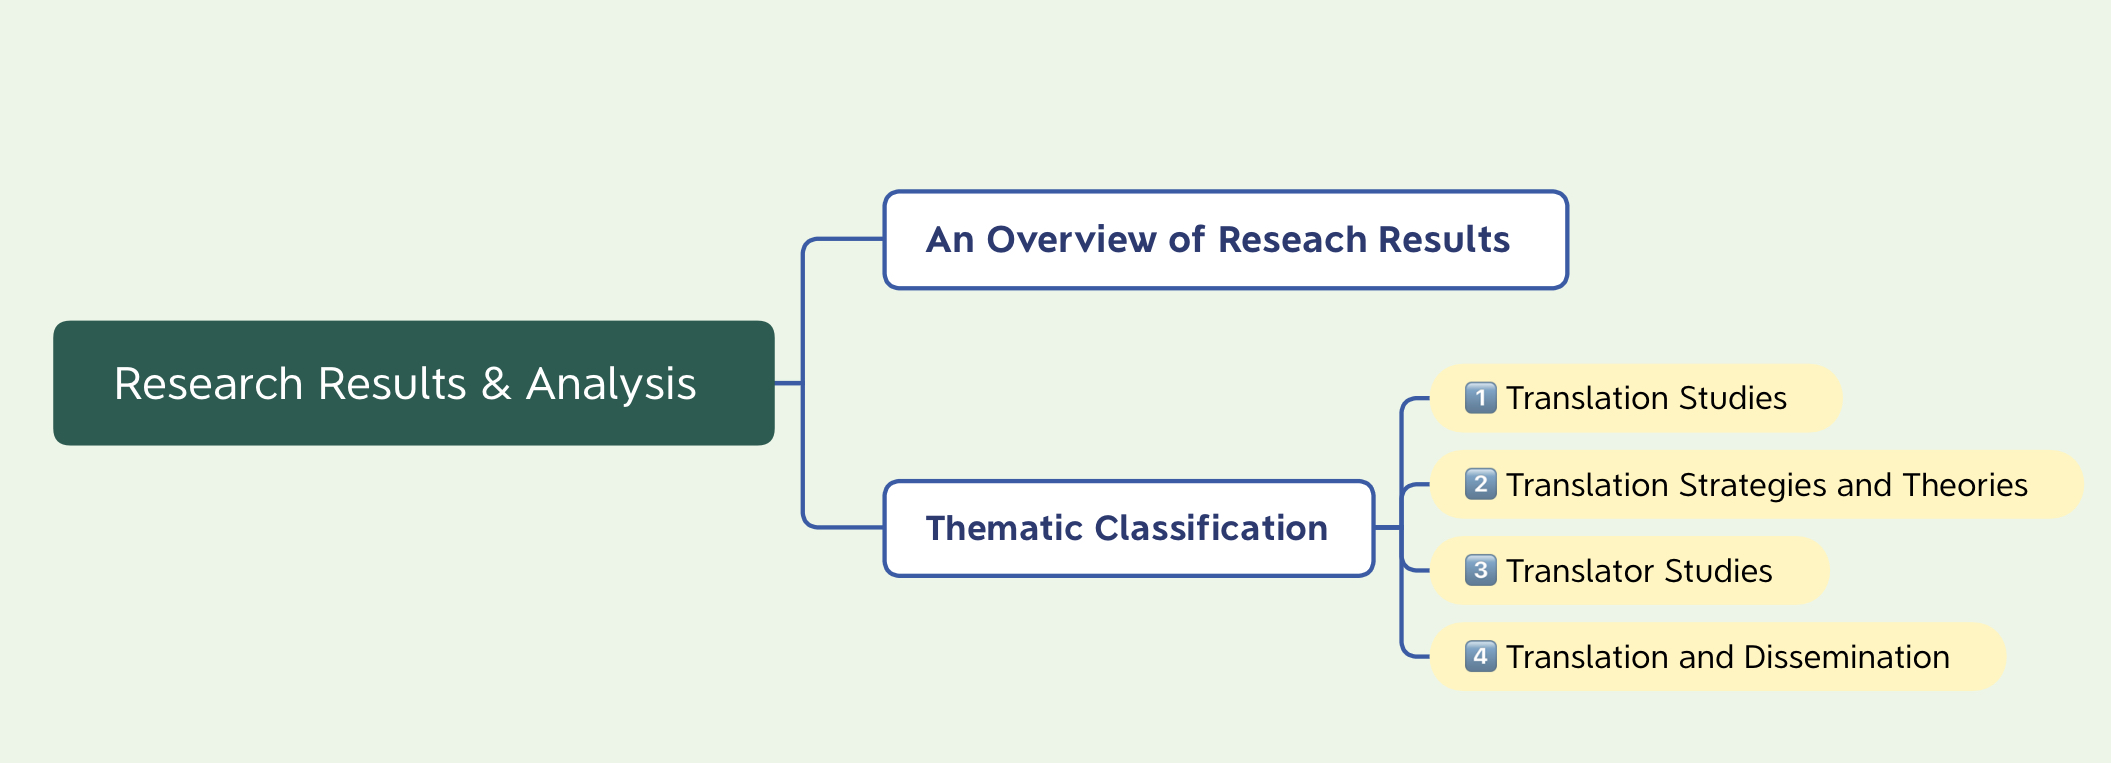 Research Results & Analysis
An Overview of Reseach Results
Thematic Classification
1 Translation Studies
2 Translation Strategies and Theories
3 Translator Studies
4 Translation and Dissemination